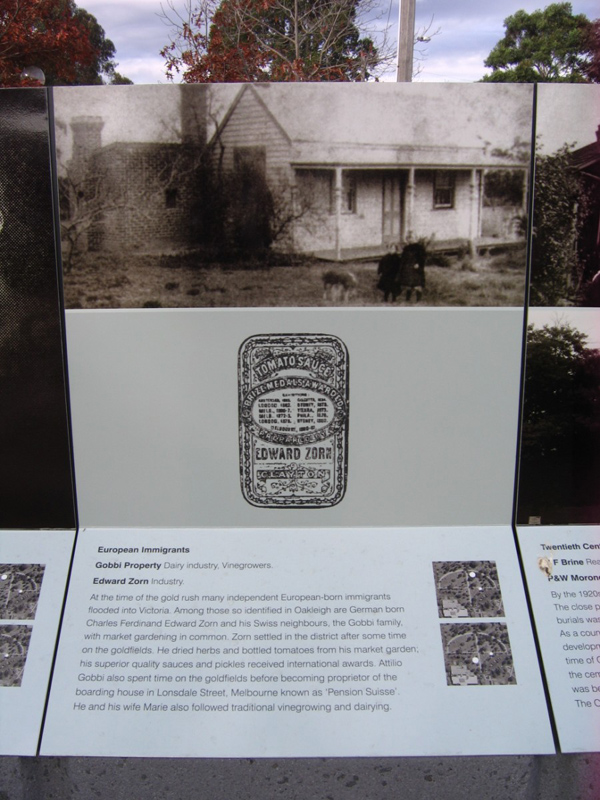 TOMATO SAUCE
PRIZE MEDALS AWARDED
EDWARD ZORN
CLAYTON
European Immigrants
Gobbi Property Dairy industry, Vinegrowers.
Edward Zorn Industry.
At the time of the gold rush many independent European-born immigrants
flooded into Victoria. Among those so identified in Oakleigh are German born
Charles Ferdinand Edward Zorn and his Swiss neighbours, the Gobbi family,
with market gardening in common. Zorn settled in the district after some time
on the goldfields. He dried herbs and bottled tomatoes from his market garden;
his superior quality sauces and pickles received international awards. Attilio
Gobbi also spent time on the goldfields before becoming proprietor of the
boarding house in Lonsdale Street, Melbourne known as 'Pension Suisse'.
He and his wife Marie also followed traditional vinegrowing and dairying.
Twentieth Cen
F Brine Rea
P&W Moron
By the 1920s
The close p
burials was
As a coun
developm
time of C
the cem
was be
The C